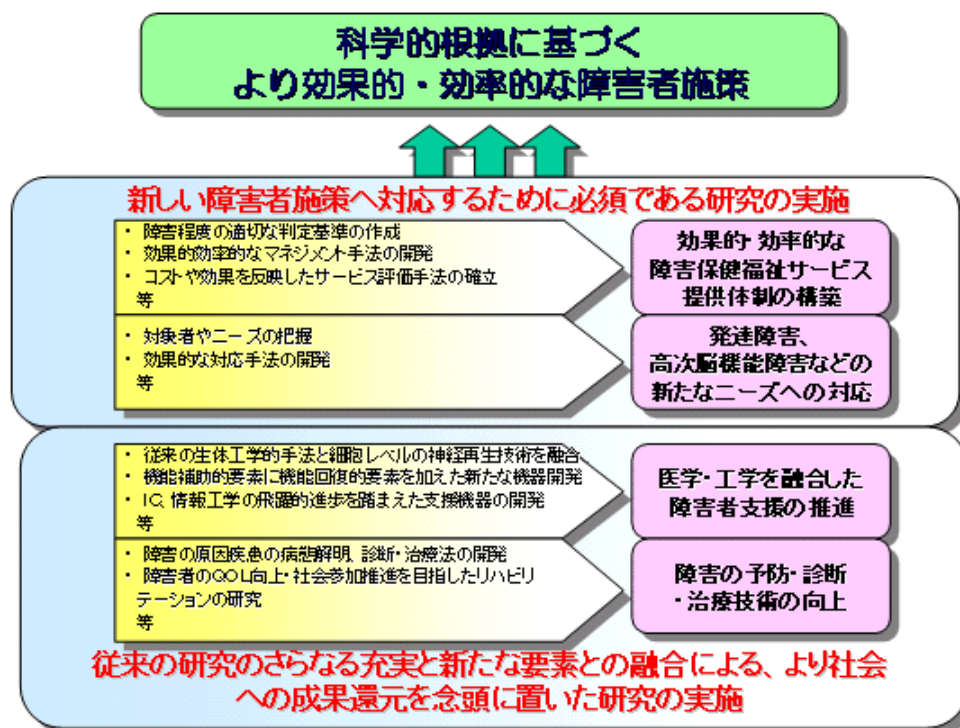 科学的根拠に基づく
より効果的・効率的な障害者施策
新しい障害者施策へ対応するために必須である研究の実施
・ 障害程度の適切な判定基準の作成
・ 効果的効率的なマネジメント手法の開発
・ コストや効果を反映したサービス評価手法の確立
等
効果的・効率的な
障害保健福祉サービス
提供体制の構築
・ 対象者やニーズの把握
・ 効果的な対応手法の開発
等
発達障害、
高次脳機能障害などの
新たなニーズへの対応
・ 従来の生体工学的手法と細胞レベルの神経再生技術を融合
・ 機能補助的要素に機能回復的要素を加えた新たな機器開発
・ IC、情報工学の飛躍的進歩を踏まえた支援機器の開発
等
医学・工学を融合した
障害者支援の推進
・ 障害の原因疾患の病態解明、診断・治療法の開発
・ 障害者のQOL向上・社会参加推進を目指したリハビリ
テーションの研究
等
障害の予防・診断
・治療技術の向上
従来の研究のさらなる充実と新たな要素との融合による、より社会
への成果還元を念頭に置いた研究の実施